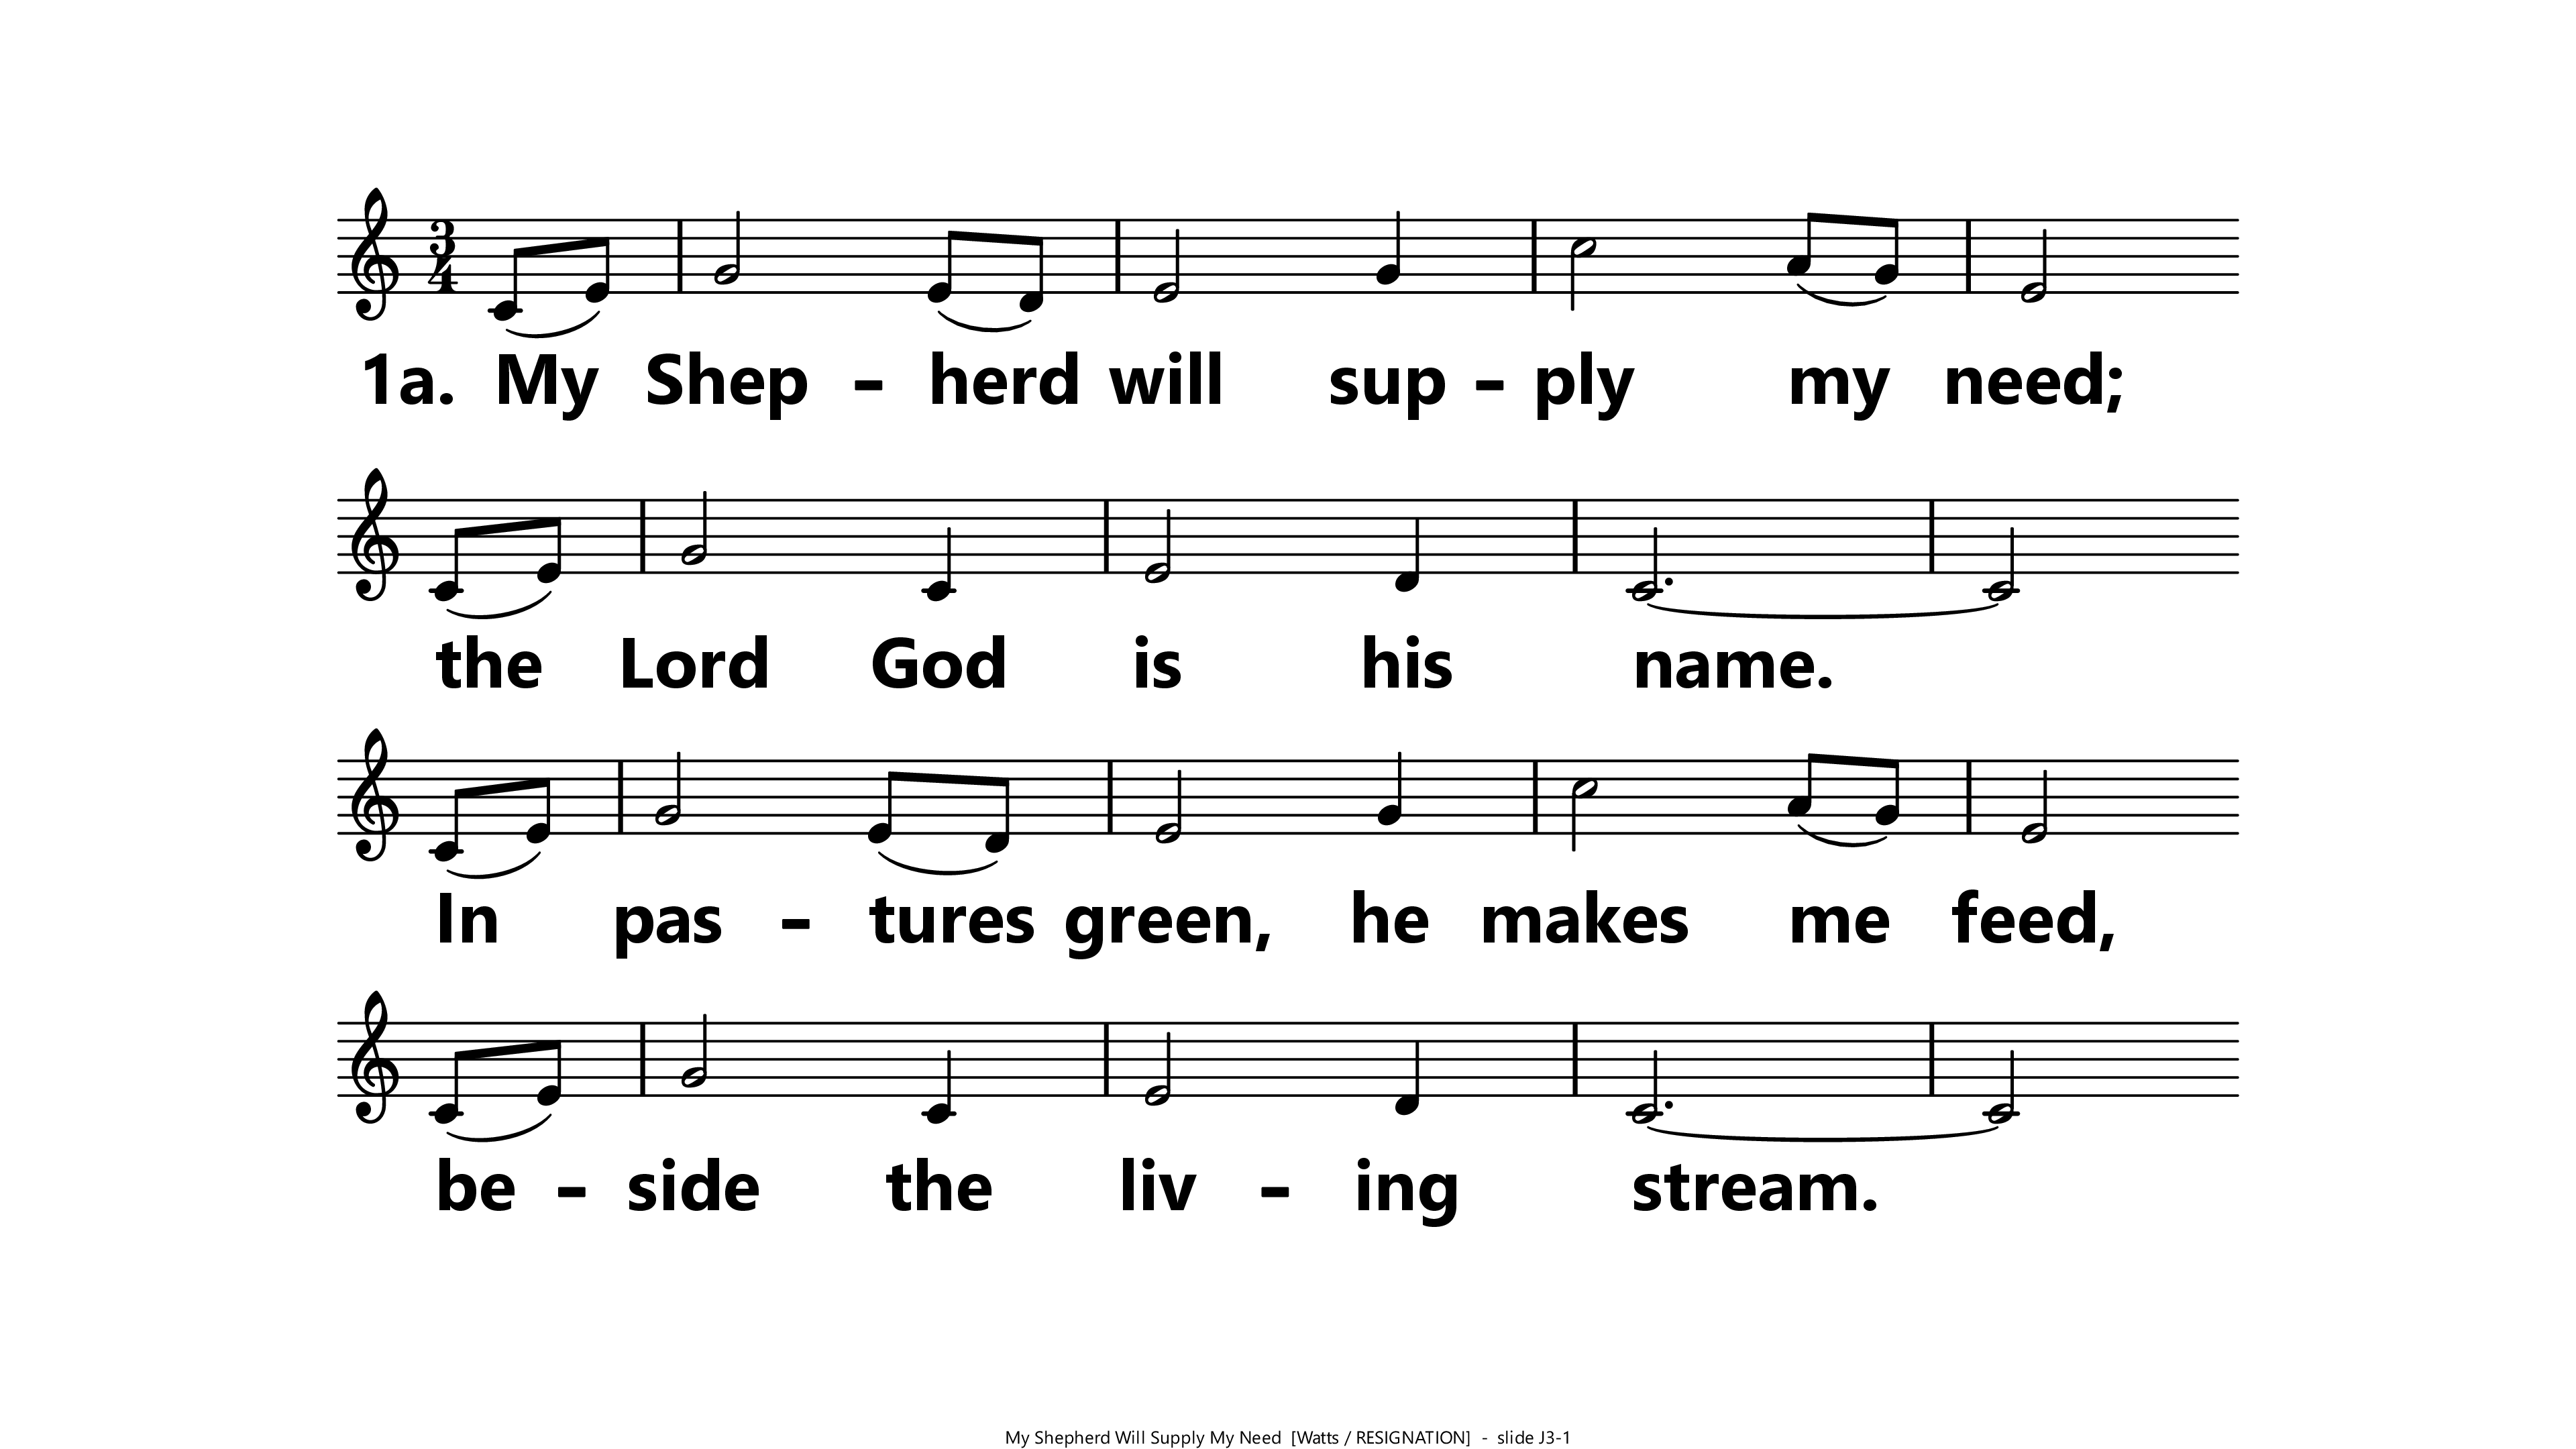 3
4
1a. My Shep - herd will sup - ply my need;
the Lord God is his name.
In pas - tures green, he makes me feed,
be - side the liv - ing stream.
My Shepherd Will Supply My Need [Watts / RESIGNATION] - slide J3-1